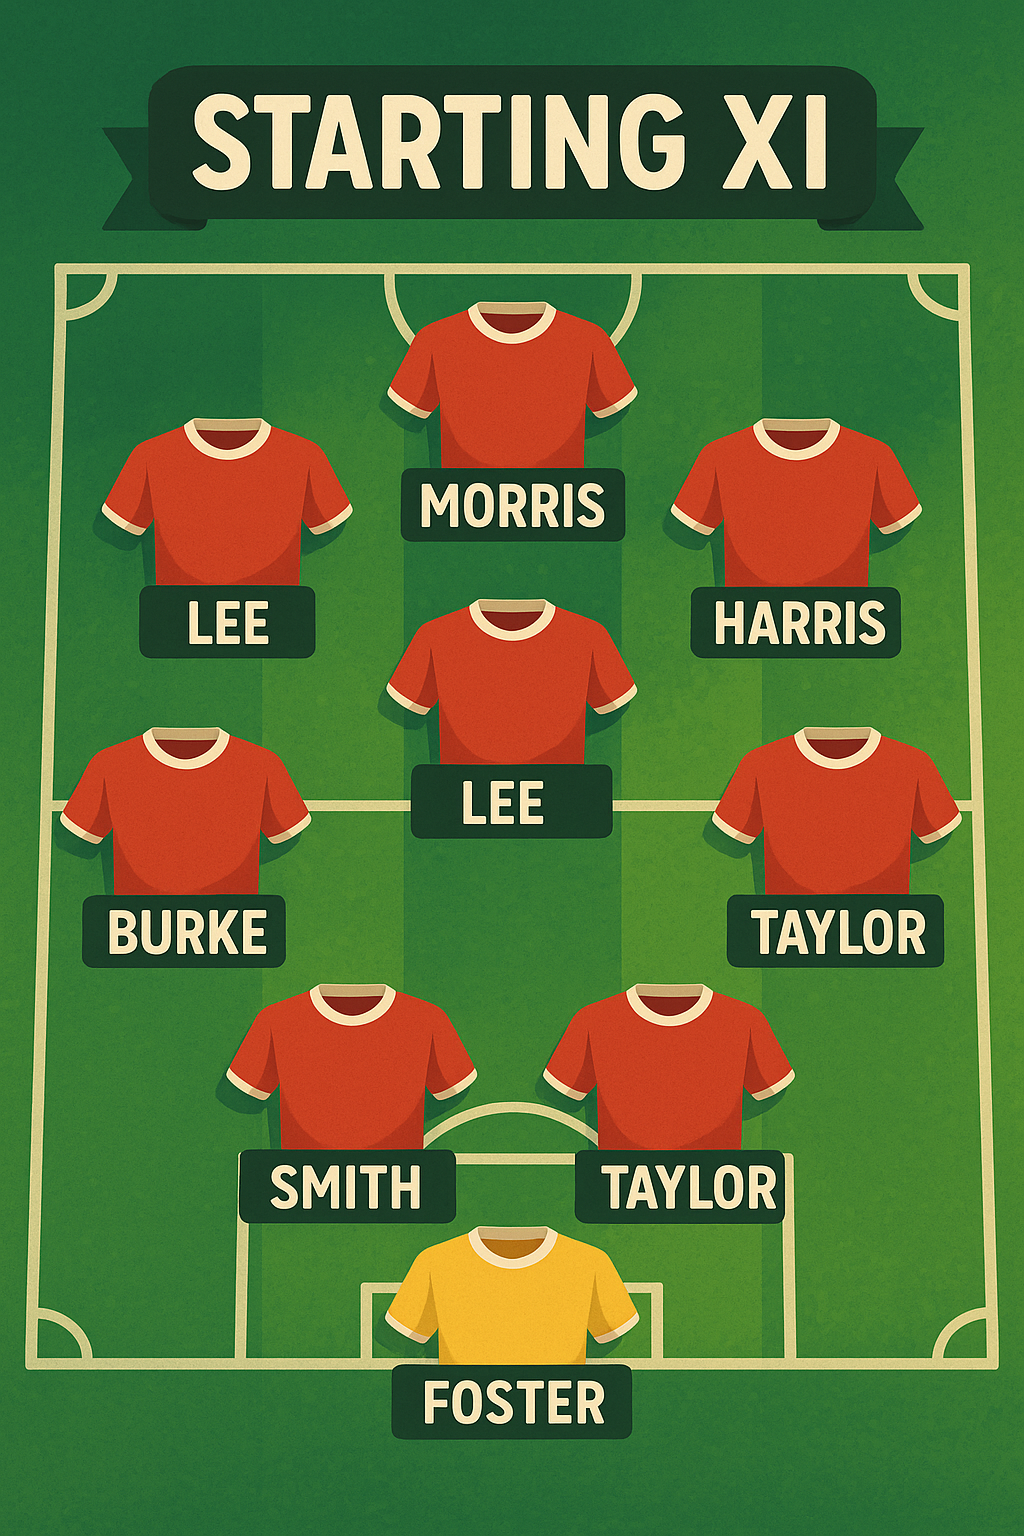 STARTING XI
MORRIS
LEE
HARRIS
LEE
BURKE
TAYLOR
SMITH
TAYLOR
FOSTER